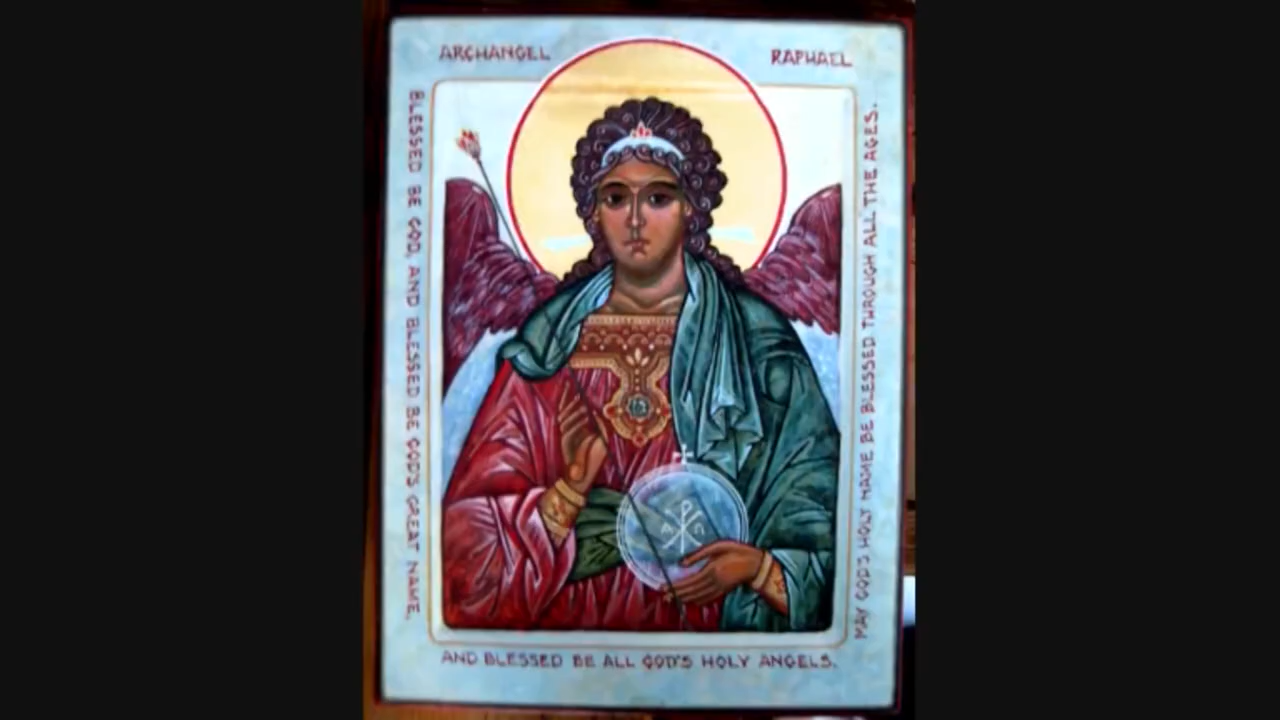 ARCHANGEL RAPHAEL
BLESSED BE GOD, AND BLESSED BE GOD'S GREAT NAME.
AND BLESSED BE ALL GOD'S HOLY ANGELS.
MAY GOD'S HOLY NAME BE BLESSED THROUGH ALL THE AGES.
Α Ω